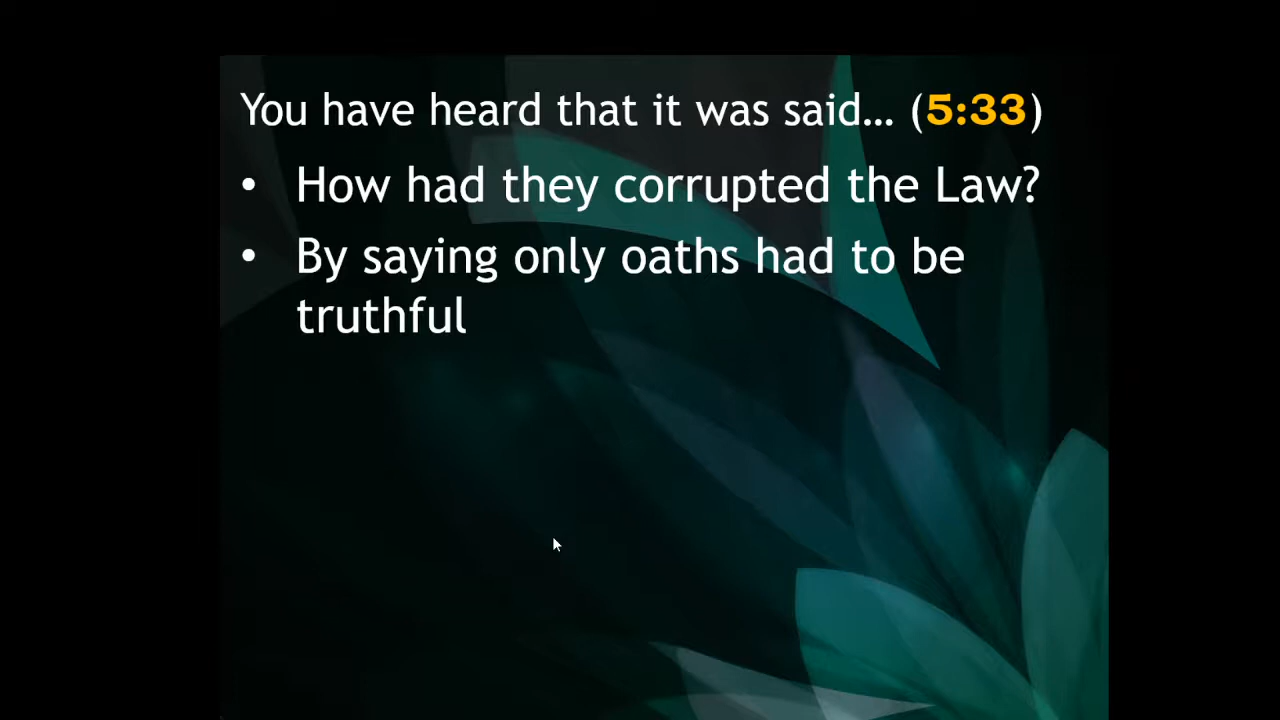 You have heard that it was said… (5:33)
• How had they corrupted the Law?
• By saying only oaths had to be
truthful